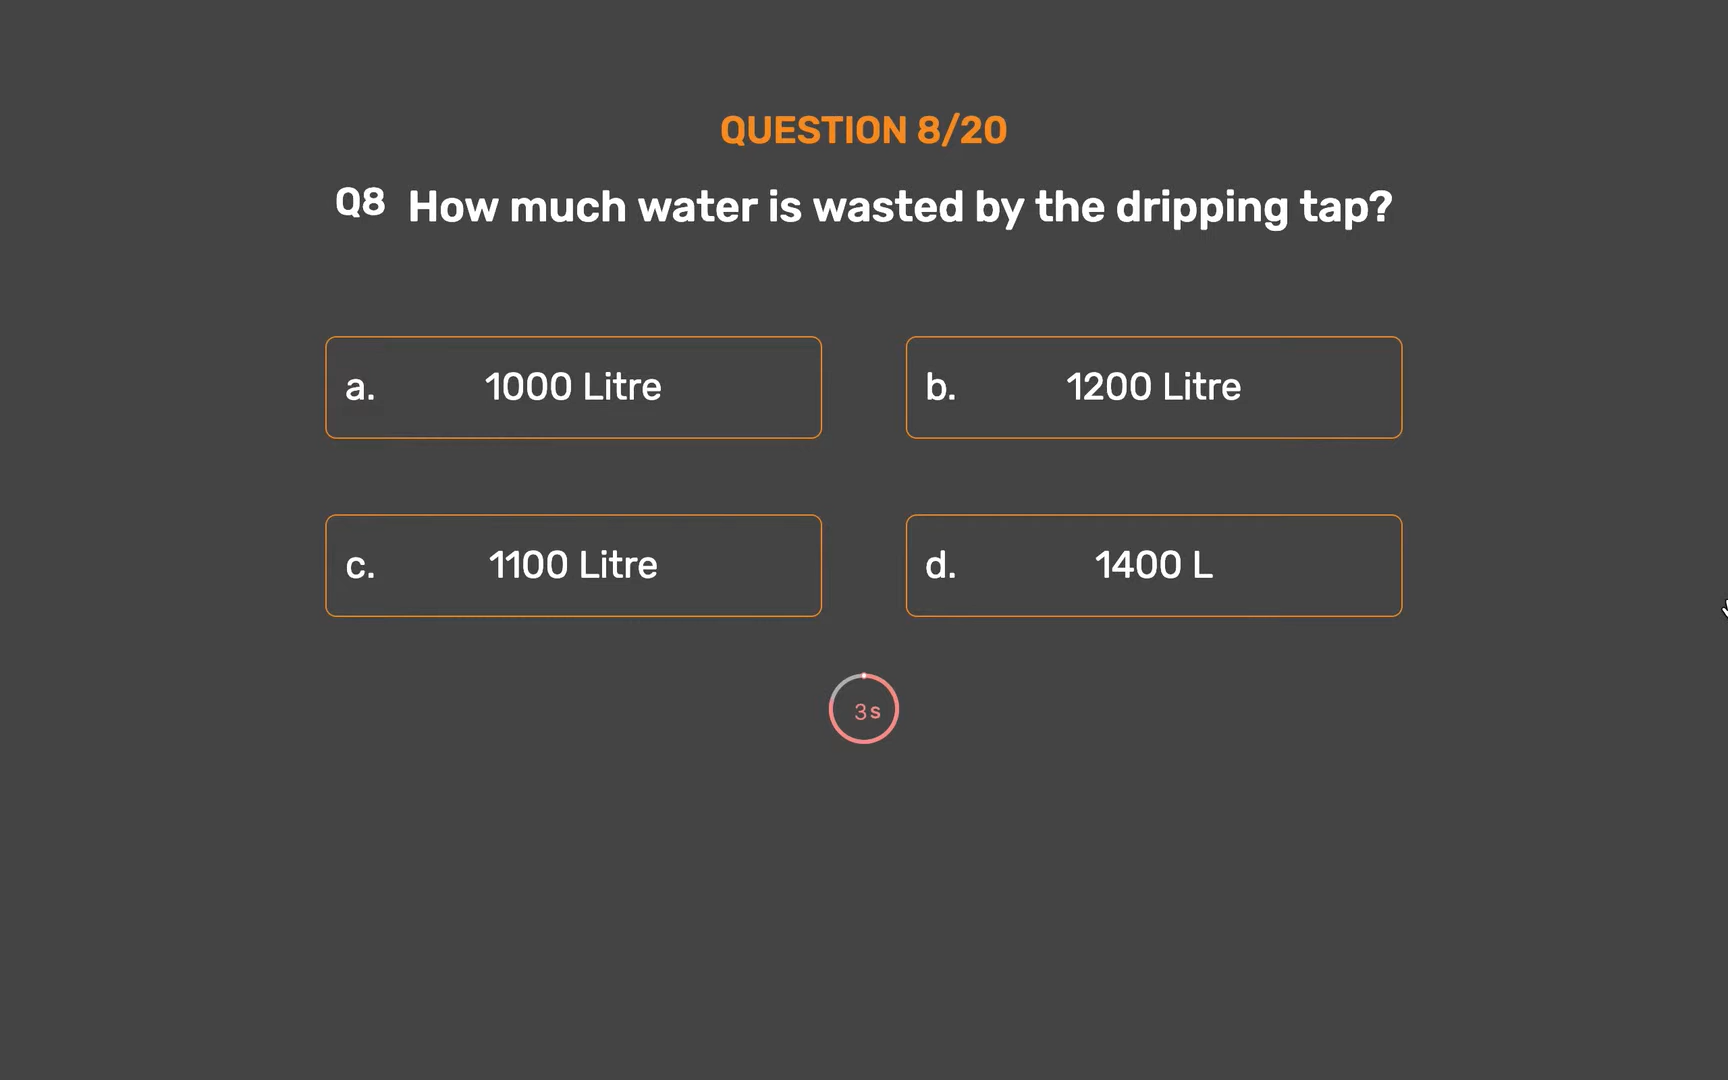 QUESTION 8/20
Q8 How much water is wasted by the dripping tap?
a. 1000 Litre
b. 1200 Litre
c. 1100 Litre
d. 1400 L
3 s